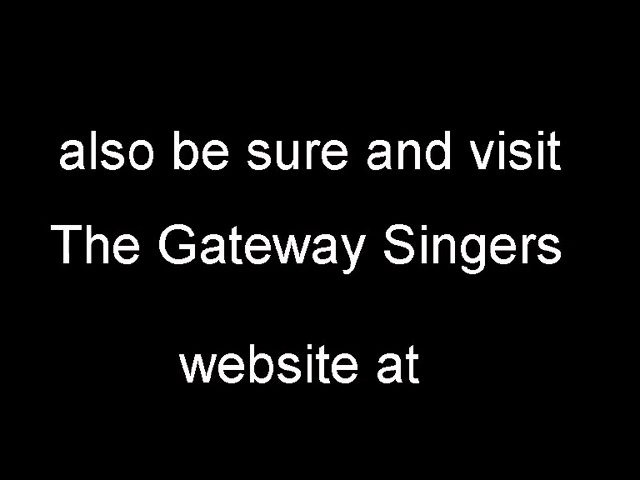 also be sure and visit
The Gateway Singers
website at